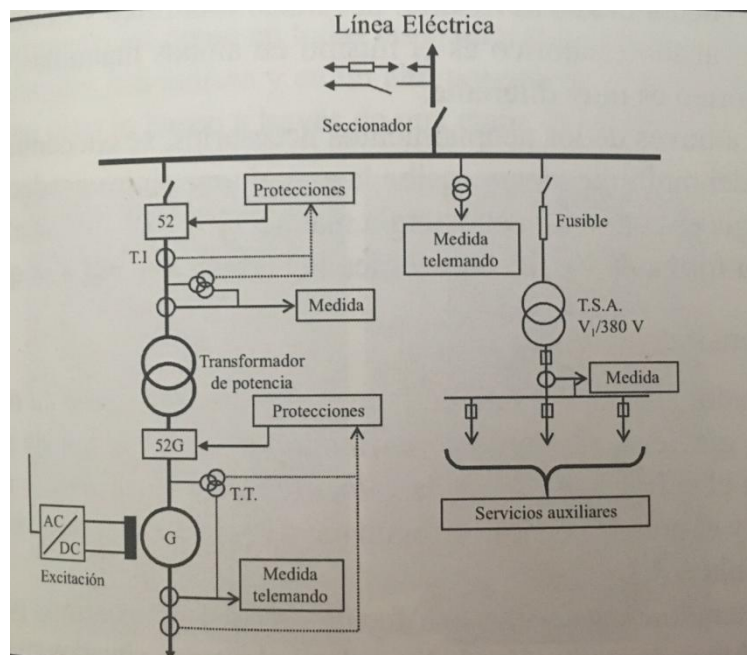 Línea Eléctrica
Seccionador
Protecciones
52
T.I
Medida
Medida
telemando
Fusible
T.S.A.
V₁/380 V
Medida
Transformador
de potencia
Protecciones
52G
T.T.
Servicios auxiliares
AC
DC
G
Excitación
Medida
telemando